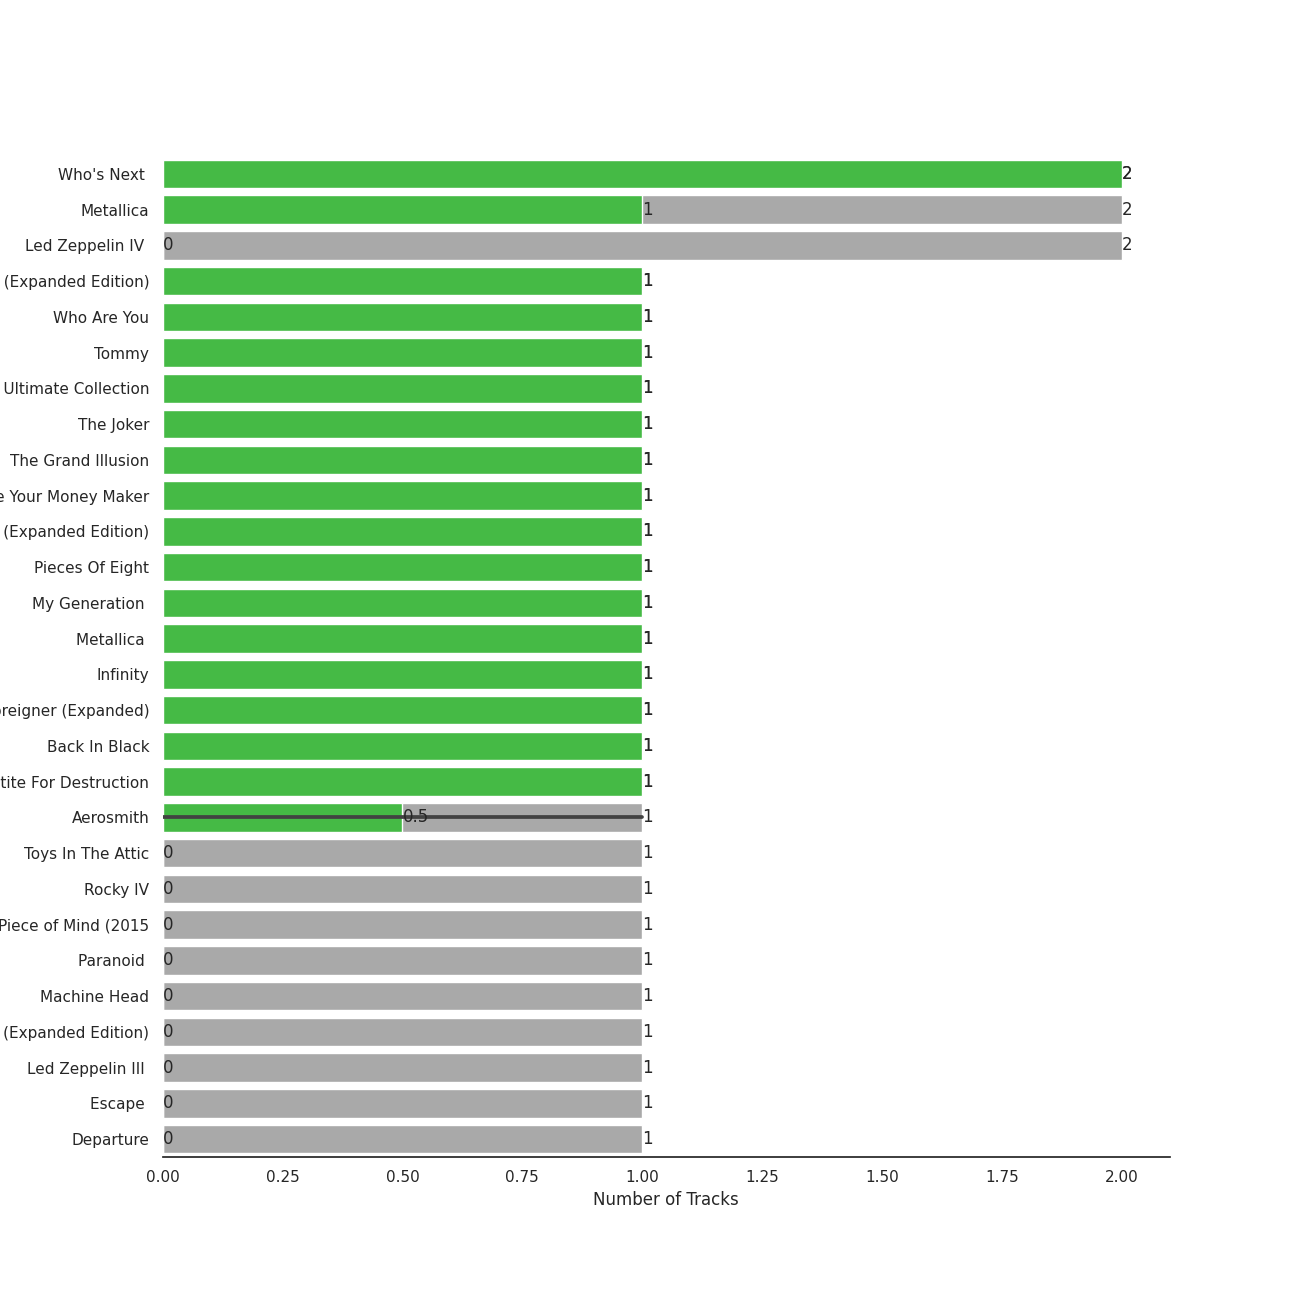 Who's Next 2
Metallica 1 2
Led Zeppelin IV 0 2
(Expanded Edition) 1
Who Are You 1
Tommy 1
Ultimate Collection 1
The Joker 1
The Grand Illusion 1
Your Money Maker 1
(Expanded Edition) 1
Pieces Of Eight 1
My Generation 1
Metallica 1
Infinity 1
reigner (Expanded) 1
Back In Black 1
tite For Destruction 1
Aerosmith 0.5 1
Toys In The Attic 0 1
Rocky IV 0 1
Piece of Mind (2015 0 1
Paranoid 0 1
Machine Head 0 1
(Expanded Edition) 0 1
Led Zeppelin III 0 1
Escape 0 1
Departure 0 1
0.00 0.25 0.50 0.75 1.00 1.25 1.50 1.75 2.00
Number of Tracks